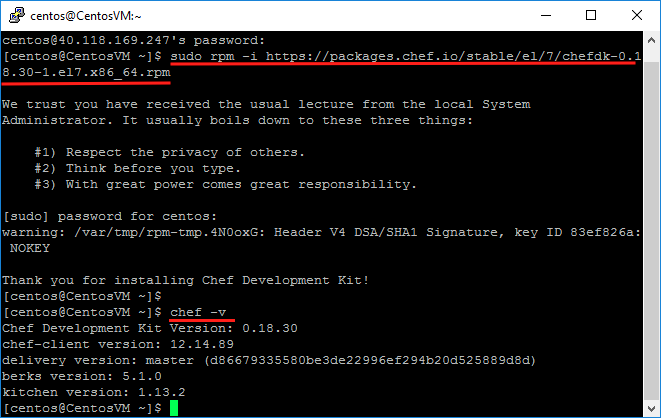 centos@CentosVM:~
centos@40.118.169.247's password:
[centos@CentosVM ~]$ sudo rpm -i https://packages.chef.io/stable/el/7/chefdk-0.1
8.30-1.el7.x86_64.rpm
We trust you have received the usual lecture from the local System
Administrator. It usually boils down to these three things:
#1) Respect the privacy of others.
#2) Think before you type.
#3) With great power comes great responsibility.
[sudo] password for centos:
warning: /var/tmp/rpm-tmp.4N0oxG: Header V4 DSA/SHA1 Signature, key ID 83ef826a:
NOKEY
Thank you for installing Chef Development Kit!
[centos@CentosVM ~]$
[centos@CentosVM ~]$ chef -v
Chef Development Kit Version: 0.18.30
chef-client version: 12.14.89
delivery version: master (d86679335580be3de22996ef294b20d525889d8d)
berks version: 5.1.0
kitchen version: 1.13.2
[centos@CentosVM ~]$